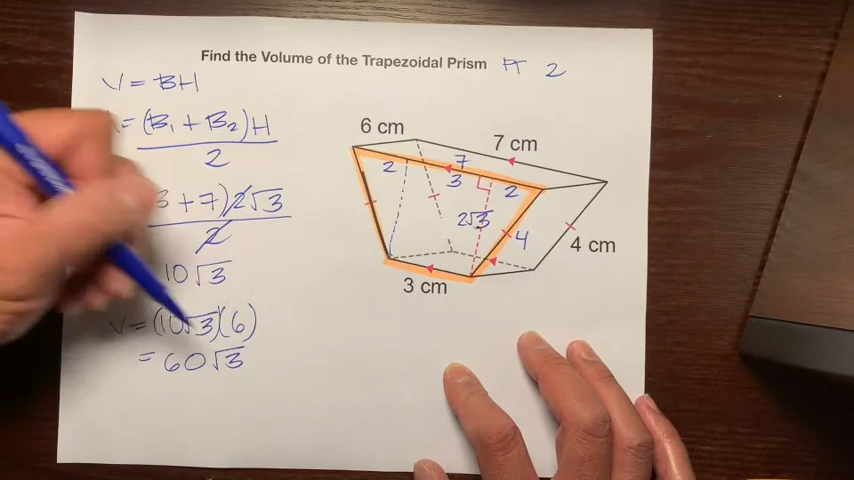 Find the Volume of the Trapezoidal Prism PT 2
V = BH
= (B₁ + B₂)H
2
3 + 7)2√3
2
10√3
V = (10√3)(6)
= 60√3
6 cm
7 cm
7
2
3
2
2√3
4
4 cm
3 cm